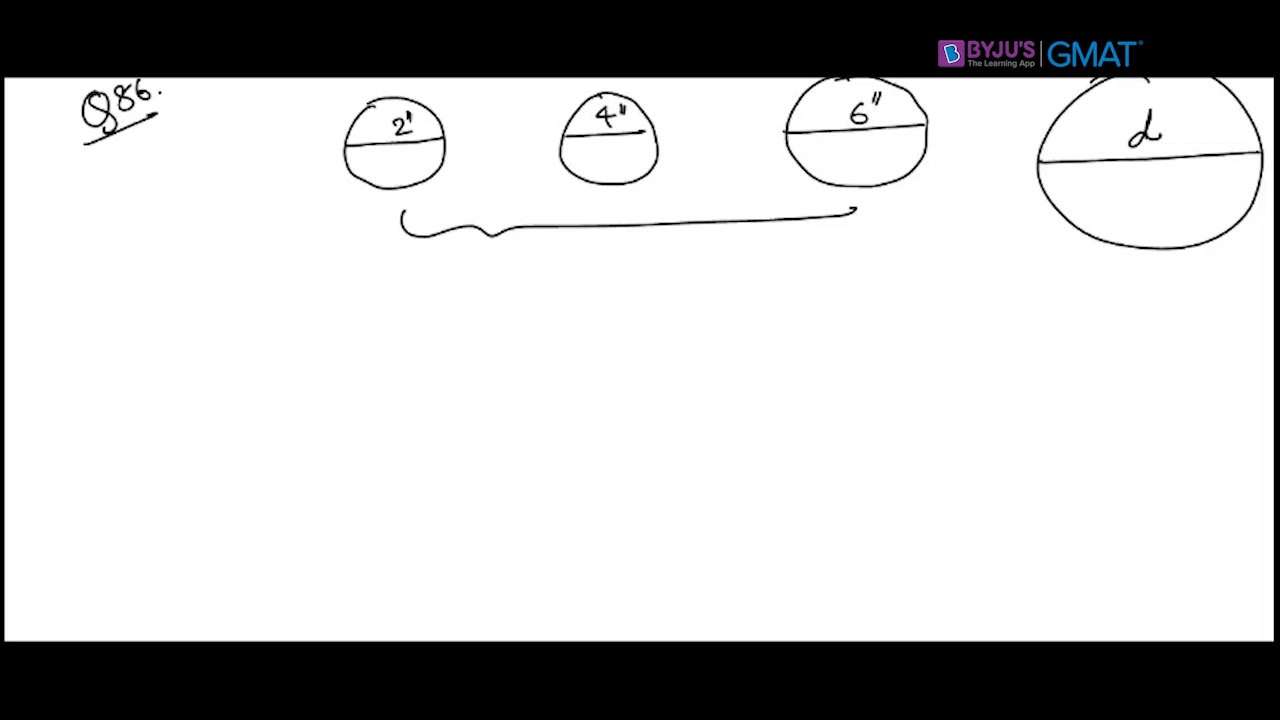 BYJU'S GMAT
The Learning App
Q86.
2" 4" 6" d